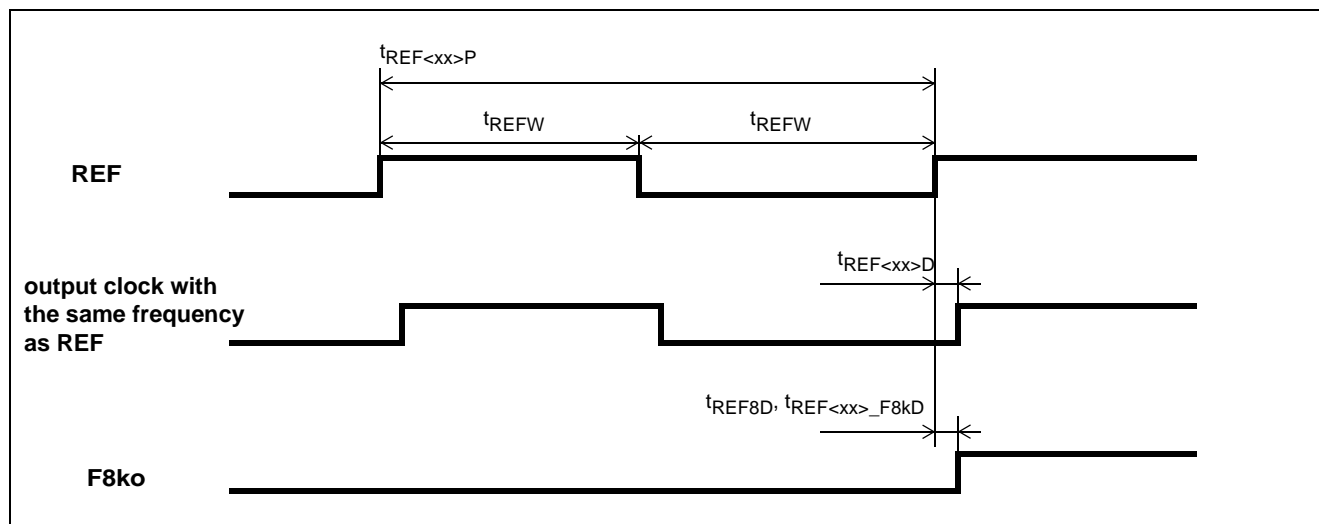 tREF<xx>P
tREFW
tREFW
REF
tREF<xx>D
output clock with
the same frequency
as REF
tREF8D, tREF<xx>_F8kD
F8ko